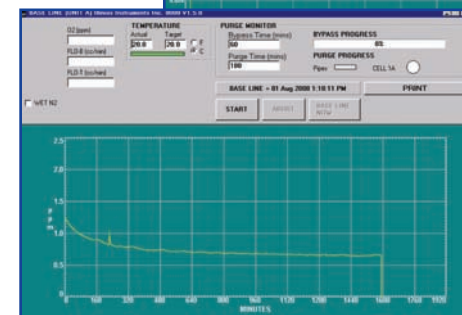 BASE LINE (UNIT A) Illinois Instruments Inc. 8000 V1.5.0
O2 (ppm)
FLO-B (cc/min)
FLO-T (cc/min)
WET N2
TEMPERATURE
Actual Target
20.0 20.0 F
C
PURGE MONITOR
Bypass Time (mins)
60
Purge Time (mins)
180
BYPASS PROGRESS
0%
PURGE PROGRESS
Pipes CELL 1A
BASE LINE = 01 Aug 2008 1:10:11 PM PRINT
START ABORT BASE LINE NOW
2.5
2.0
1.5
PPM
1.0
0.5
0
0 160 320 480 640 800 960 1120 1280 1440 1600 1760 1920
MINUTES